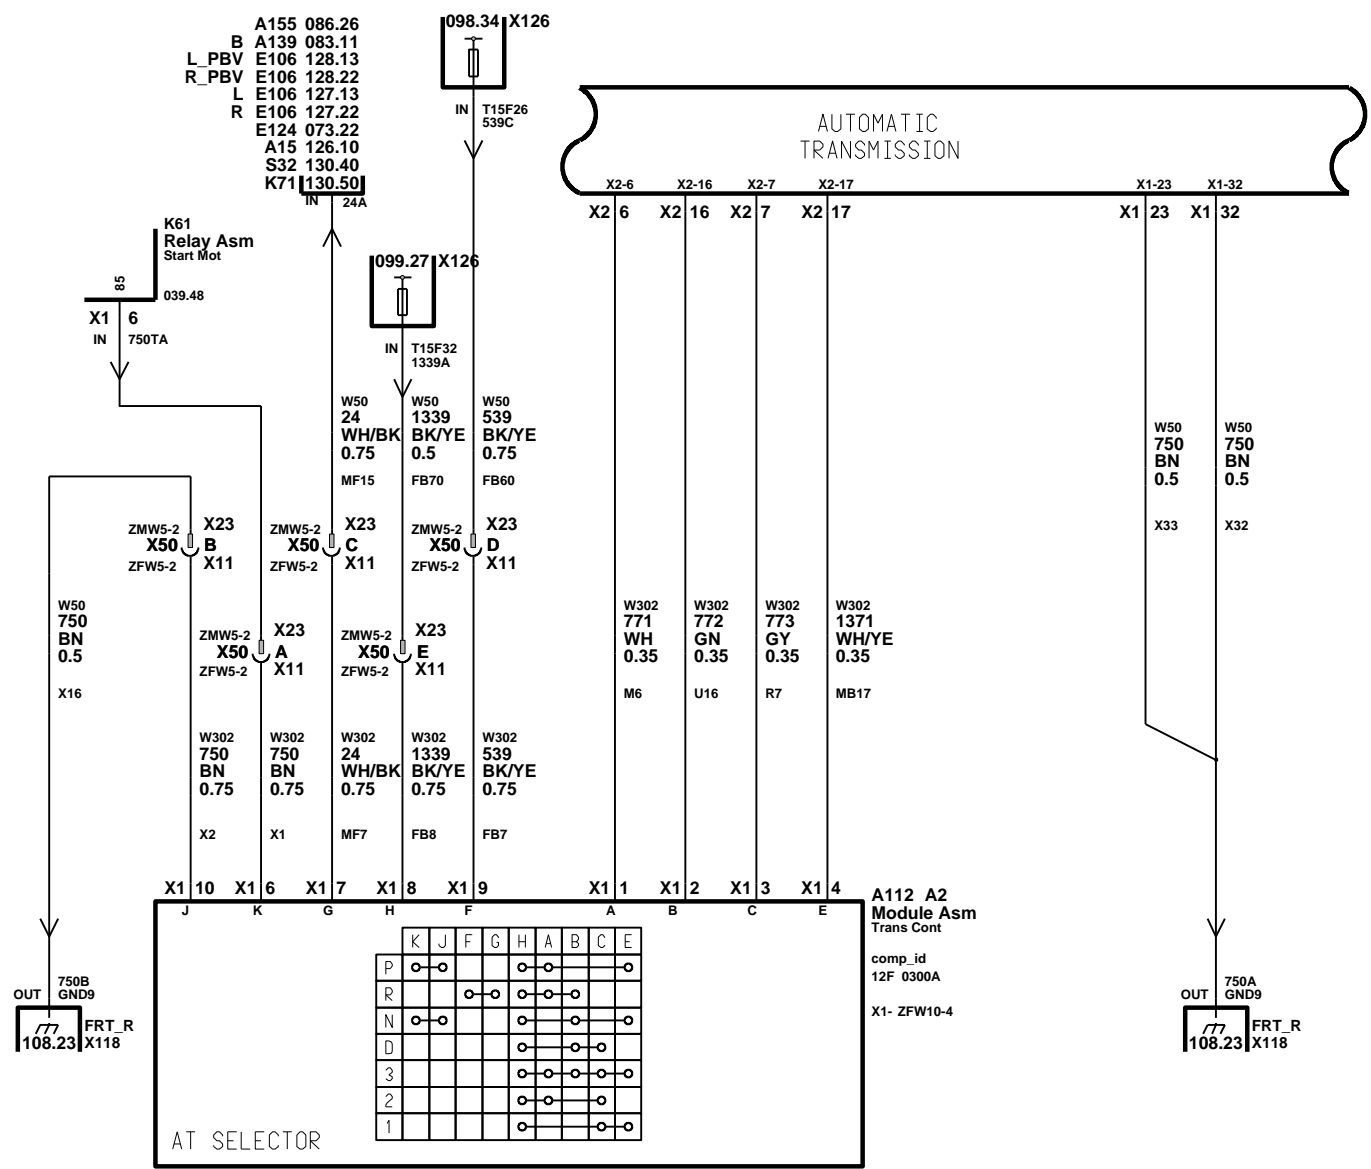 A155 086.26
B A139 083.11
L_PBV E106 128.13
R_PBV E106 128.22
L E106 127.13
R E106 127.22
E124 073.22
A15 126.10
S32 130.40
K71 130.50
IN 24A
098.34 X126
IN T15F26
539C
AUTOMATIC
TRANSMISSION
X2-6 X2-16 X2-7 X2-17 X1-23 X1-32
X2 6 X2 16 X2 7 X2 17 X1 23 X1 32
K61
Relay Asm
Start Mot
85
039.48
X1 6
IN 750TA
099.27 X126
IN T15F32
1339A
W50 W50 W50
24 1339 539
WH/BK BK/YE BK/YE
0.75 0.5 0.75
MF15 FB70 FB60
W50 W50
750 750
BN BN
0.5 0.5
X33 X32
ZMW5-2 X23 ZMW5-2 X23 ZMW5-2 X23
X50 B X50 C X50 D
ZFW5-2 X11 ZFW5-2 X11 ZFW5-2 X11
W50
750
BN
0.5
X16
ZMW5-2 X23 ZMW5-2 X23
X50 A X50 E
ZFW5-2 X11 ZFW5-2 X11
W302 W302 W302 W302
771 772 773 1371
WH GN GY WH/YE
0.35 0.35 0.35 0.35
M6 U16 R7 MB17
W302 W302 W302 W302 W302
750 750 24 1339 539
BN BN WH/BK BK/YE BK/YE
0.75 0.75 0.75 0.75 0.75
X2 X1 MF7 FB8 FB7
X1 10 X1 6 X1 7 X1 8 X1 9 X1 1 X1 2 X1 3 X1 4
J K G H F A B C E
A112 A2
Module Asm
Trans Cont
comp_id
12F 0300A
X1- ZFW10-4
K J F G H A B C E
P
R
N
D
3
2
1
AT SELECTOR
750B
OUT GND9
FRT_R
108.23 X118
750A
OUT GND9
FRT_R
108.23 X118